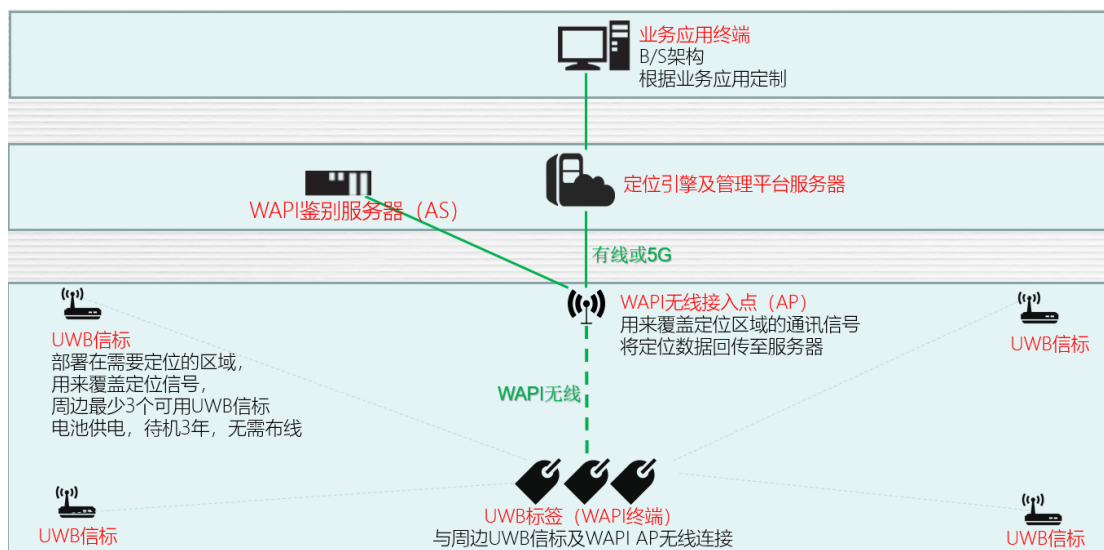 业务应用终端
B/S架构
根据业务应用定制
定位引擎及管理平台服务器
WAPI鉴别服务器（AS）
有线或5G
WAPI无线接入点（AP）
用来覆盖定位区域的通讯信号
将定位数据回传至服务器
UWB信标
部署在需要定位的区域，
用来覆盖定位信号，
周边最少3个可用UWB信标
电池供电，待机3年，无需布线
UWB信标
WAPI无线
UWB信标
UWB标签（WAPI终端）
与周边UWB信标及WAPI AP无线连接
UWB信标